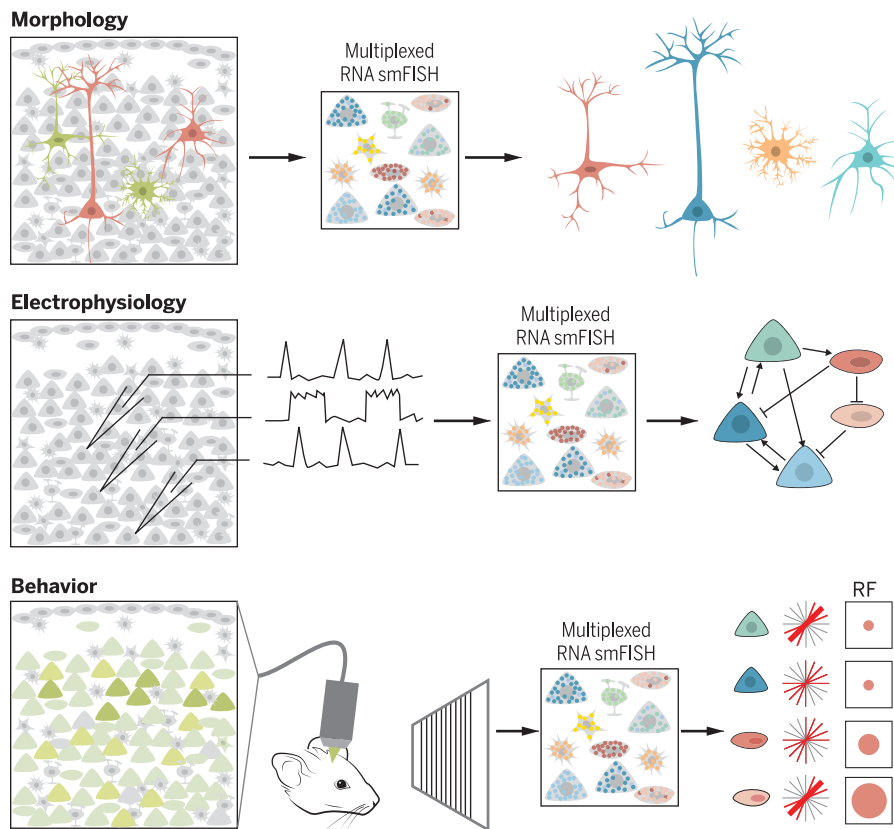 Morphology
Multiplexed
RNA smFISH
Electrophysiology
Multiplexed
RNA smFISH
Behavior
Multiplexed
RNA smFISH
RF